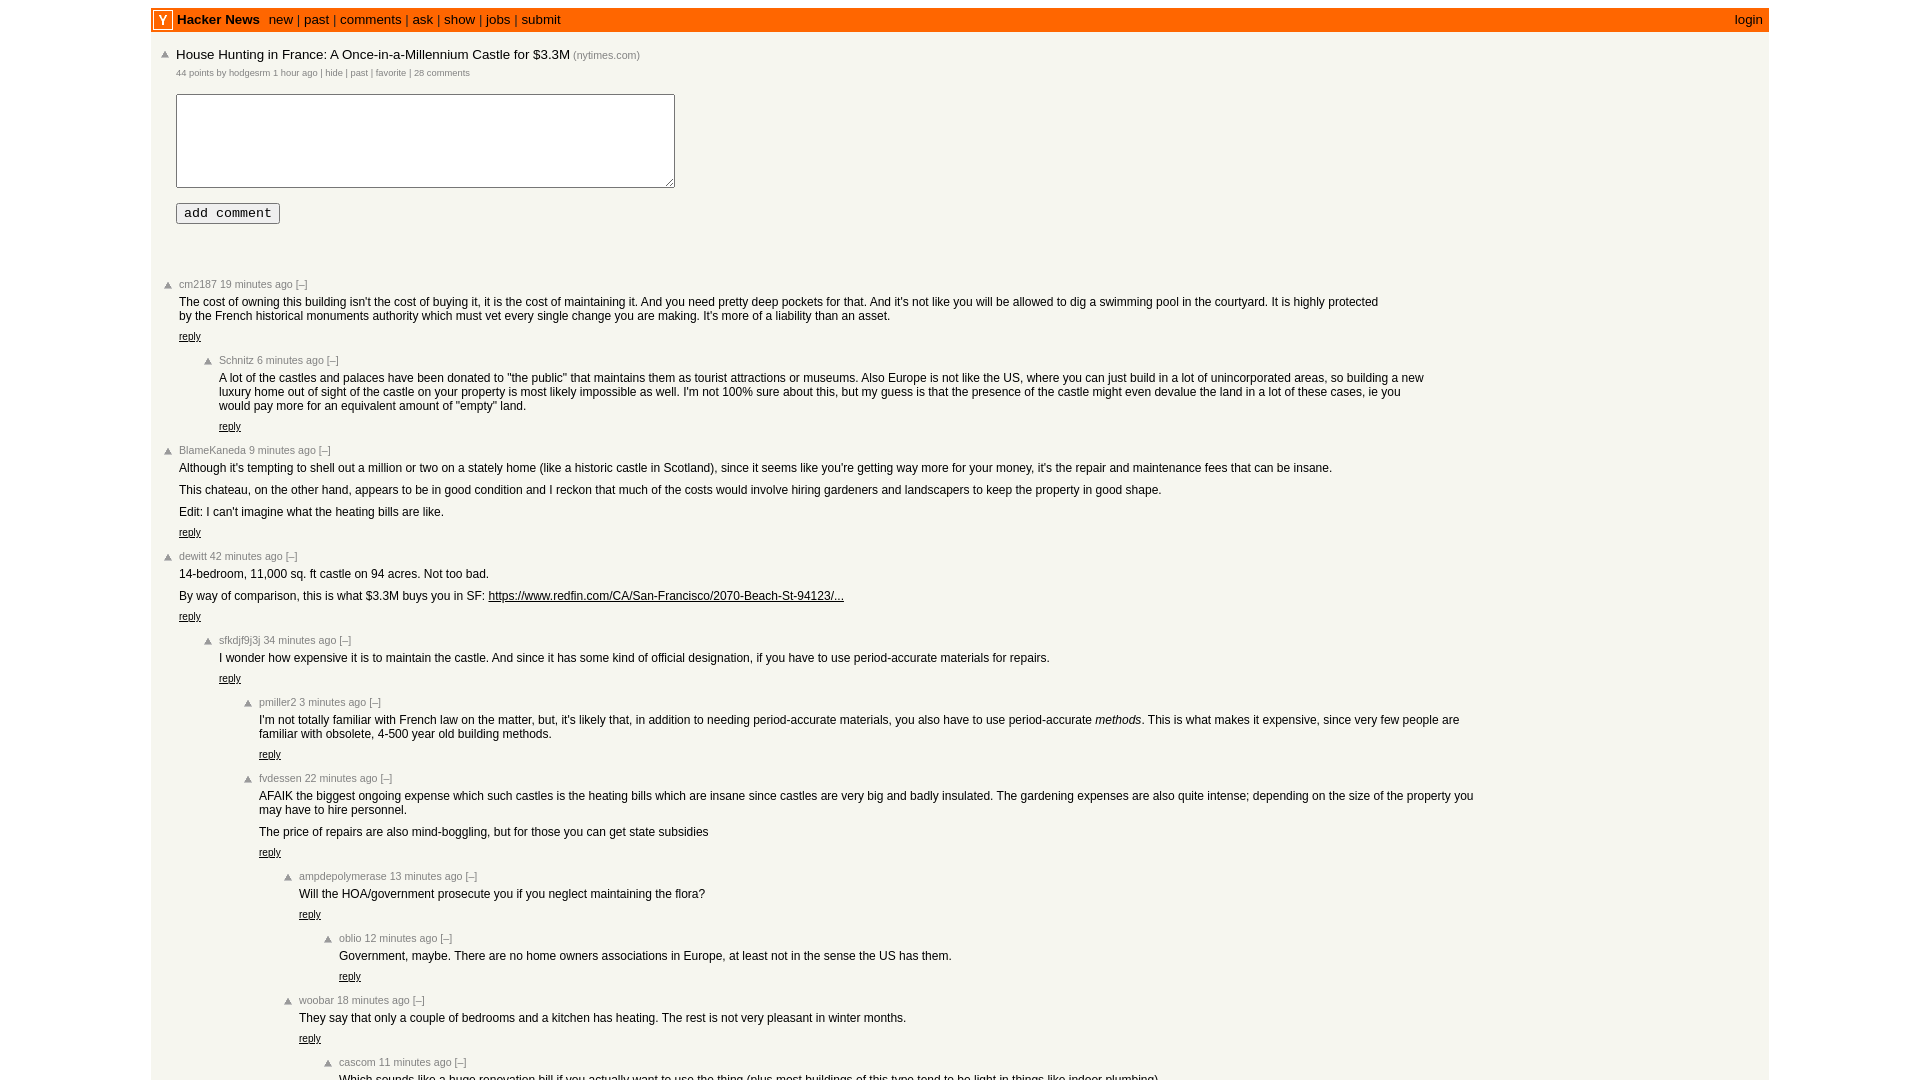 Y Hacker News new | past | comments | ask | show | jobs | submit login
House Hunting in France: A Once-in-a-Millennium Castle for $3.3M (nytimes.com)
44 points by hodgesrm 1 hour ago | hide | past | favorite | 28 comments
add comment
cm2187 19 minutes ago [–]
The cost of owning this building isn't the cost of buying it, it is the cost of maintaining it. And you need pretty deep pockets for that. And it's not like you will be allowed to dig a swimming pool in the courtyard. It is highly protected
by the French historical monuments authority which must vet every single change you are making. It's more of a liability than an asset.
reply
Schnitz 6 minutes ago [–]
A lot of the castles and palaces have been donated to "the public" that maintains them as tourist attractions or museums. Also Europe is not like the US, where you can just build in a lot of unincorporated areas, so building a new
luxury home out of sight of the castle on your property is most likely impossible as well. I'm not 100% sure about this, but my guess is that the presence of the castle might even devalue the land in a lot of these cases, ie you
would pay more for an equivalent amount of "empty" land.
reply
BlameKaneda 9 minutes ago [–]
Although it's tempting to shell out a million or two on a stately home (like a historic castle in Scotland), since it seems like you're getting way more for your money, it's the repair and maintenance fees that can be insane.
This chateau, on the other hand, appears to be in good condition and I reckon that much of the costs would involve hiring gardeners and landscapers to keep the property in good shape.
Edit: I can't imagine what the heating bills are like.
reply
dewitt 42 minutes ago [–]
14-bedroom, 11,000 sq. ft castle on 94 acres. Not too bad.
By way of comparison, this is what $3.3M buys you in SF: https://www.redfin.com/CA/San-Francisco/2070-Beach-St-94123/...
reply
sfkdjf9j3j 34 minutes ago [–]
I wonder how expensive it is to maintain the castle. And since it has some kind of official designation, if you have to use period-accurate materials for repairs.
reply
pmiller2 3 minutes ago [–]
I'm not totally familiar with French law on the matter, but, it's likely that, in addition to needing period-accurate materials, you also have to use period-accurate methods. This is what makes it expensive, since very few people are
familiar with obsolete, 4-500 year old building methods.
reply
fvdessen 22 minutes ago [–]
AFAIK the biggest ongoing expense which such castles is the heating bills which are insane since castles are very big and badly insulated. The gardening expenses are also quite intense; depending on the size of the property you
may have to hire personnel.
The price of repairs are also mind-boggling, but for those you can get state subsidies
reply
ampdepolymerase 13 minutes ago [–]
Will the HOA/government prosecute you if you neglect maintaining the flora?
reply
oblio 12 minutes ago [–]
Government, maybe. There are no home owners associations in Europe, at least not in the sense the US has them.
reply
woobar 18 minutes ago [–]
They say that only a couple of bedrooms and a kitchen has heating. The rest is not very pleasant in winter months.
reply
cascom 11 minutes ago [–]
Which sounds like a huge renovation bill if you actually want to use the thing (plus most buildings of this type tend to be light in things like indoor plumbing)